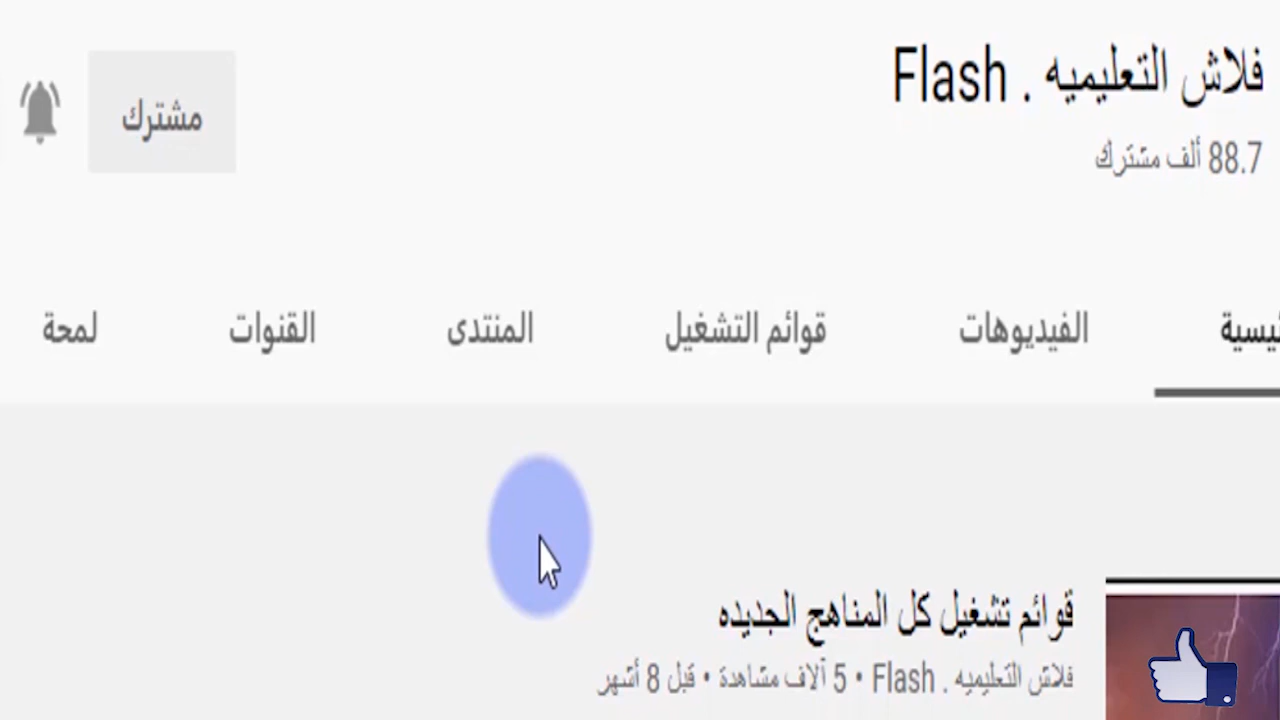 فلاش التعليميه . Flash
88.7 ألف مشترك
مشترك
الفيديوهات
قوائم التشغيل
المنتدى
القنوات
لمحة
قوائم تشغيل كل المناهج الجديده
فلاش التعليميه . Flash • 5 آلاف مشاهدة • قبل 8 أشهر